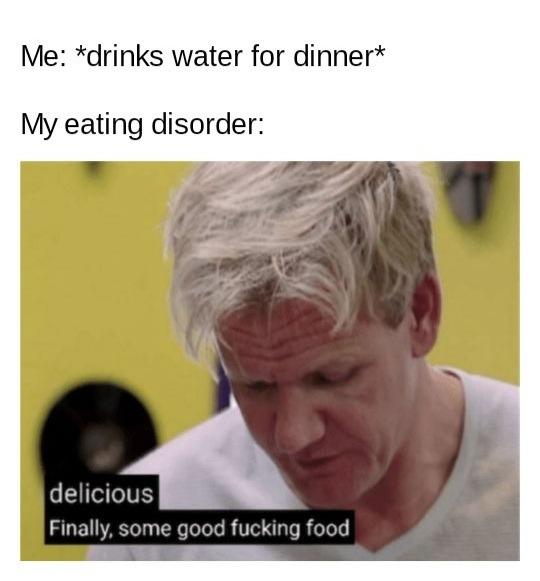 Me: *drinks water for dinner*
My eating disorder:
delicious
Finally, some good fucking food